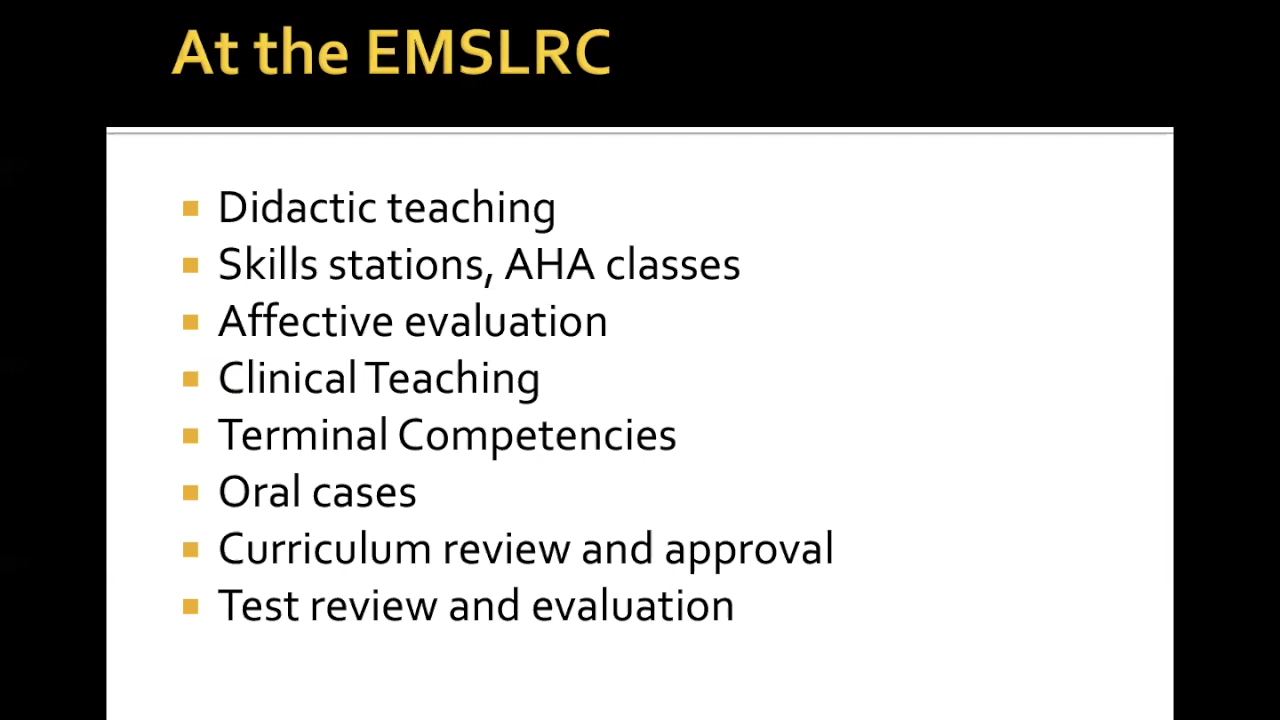 At the EMSLRC
Didactic teaching
Skills stations, AHA classes
Affective evaluation
Clinical Teaching
Terminal Competencies
Oral cases
Curriculum review and approval
Test review and evaluation